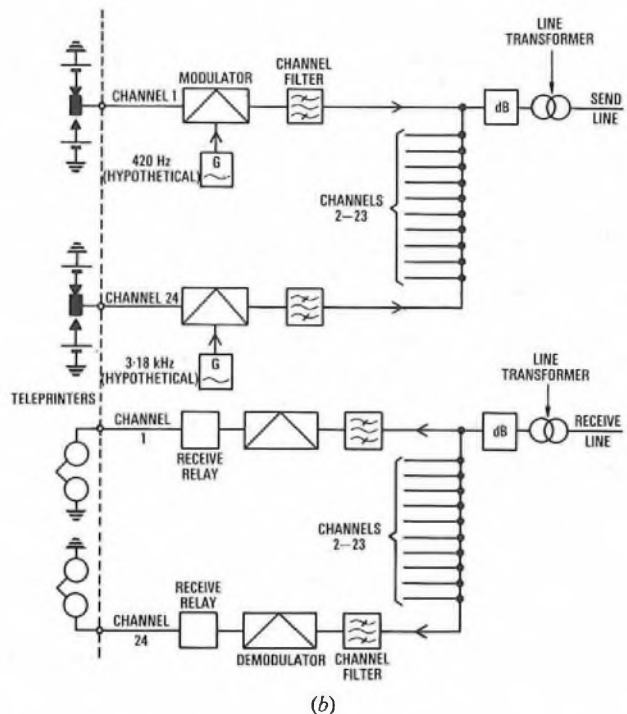 LINE
TRANSFORMER
CHANNEL 1
MODULATOR
CHANNEL
FILTER
dB
SEND
LINE
G
420 Hz
(HYPOTHETICAL)
CHANNELS
2—23
CHANNEL 24
G
3·18 kHz
(HYPOTHETICAL)
TELEPRINTERS
LINE
TRANSFORMER
CHANNEL
1
RECEIVE
RELAY
dB
RECEIVE
LINE
CHANNELS
2—23
RECEIVE
RELAY
CHANNEL
24
DEMODULATOR
CHANNEL
FILTER
(b)